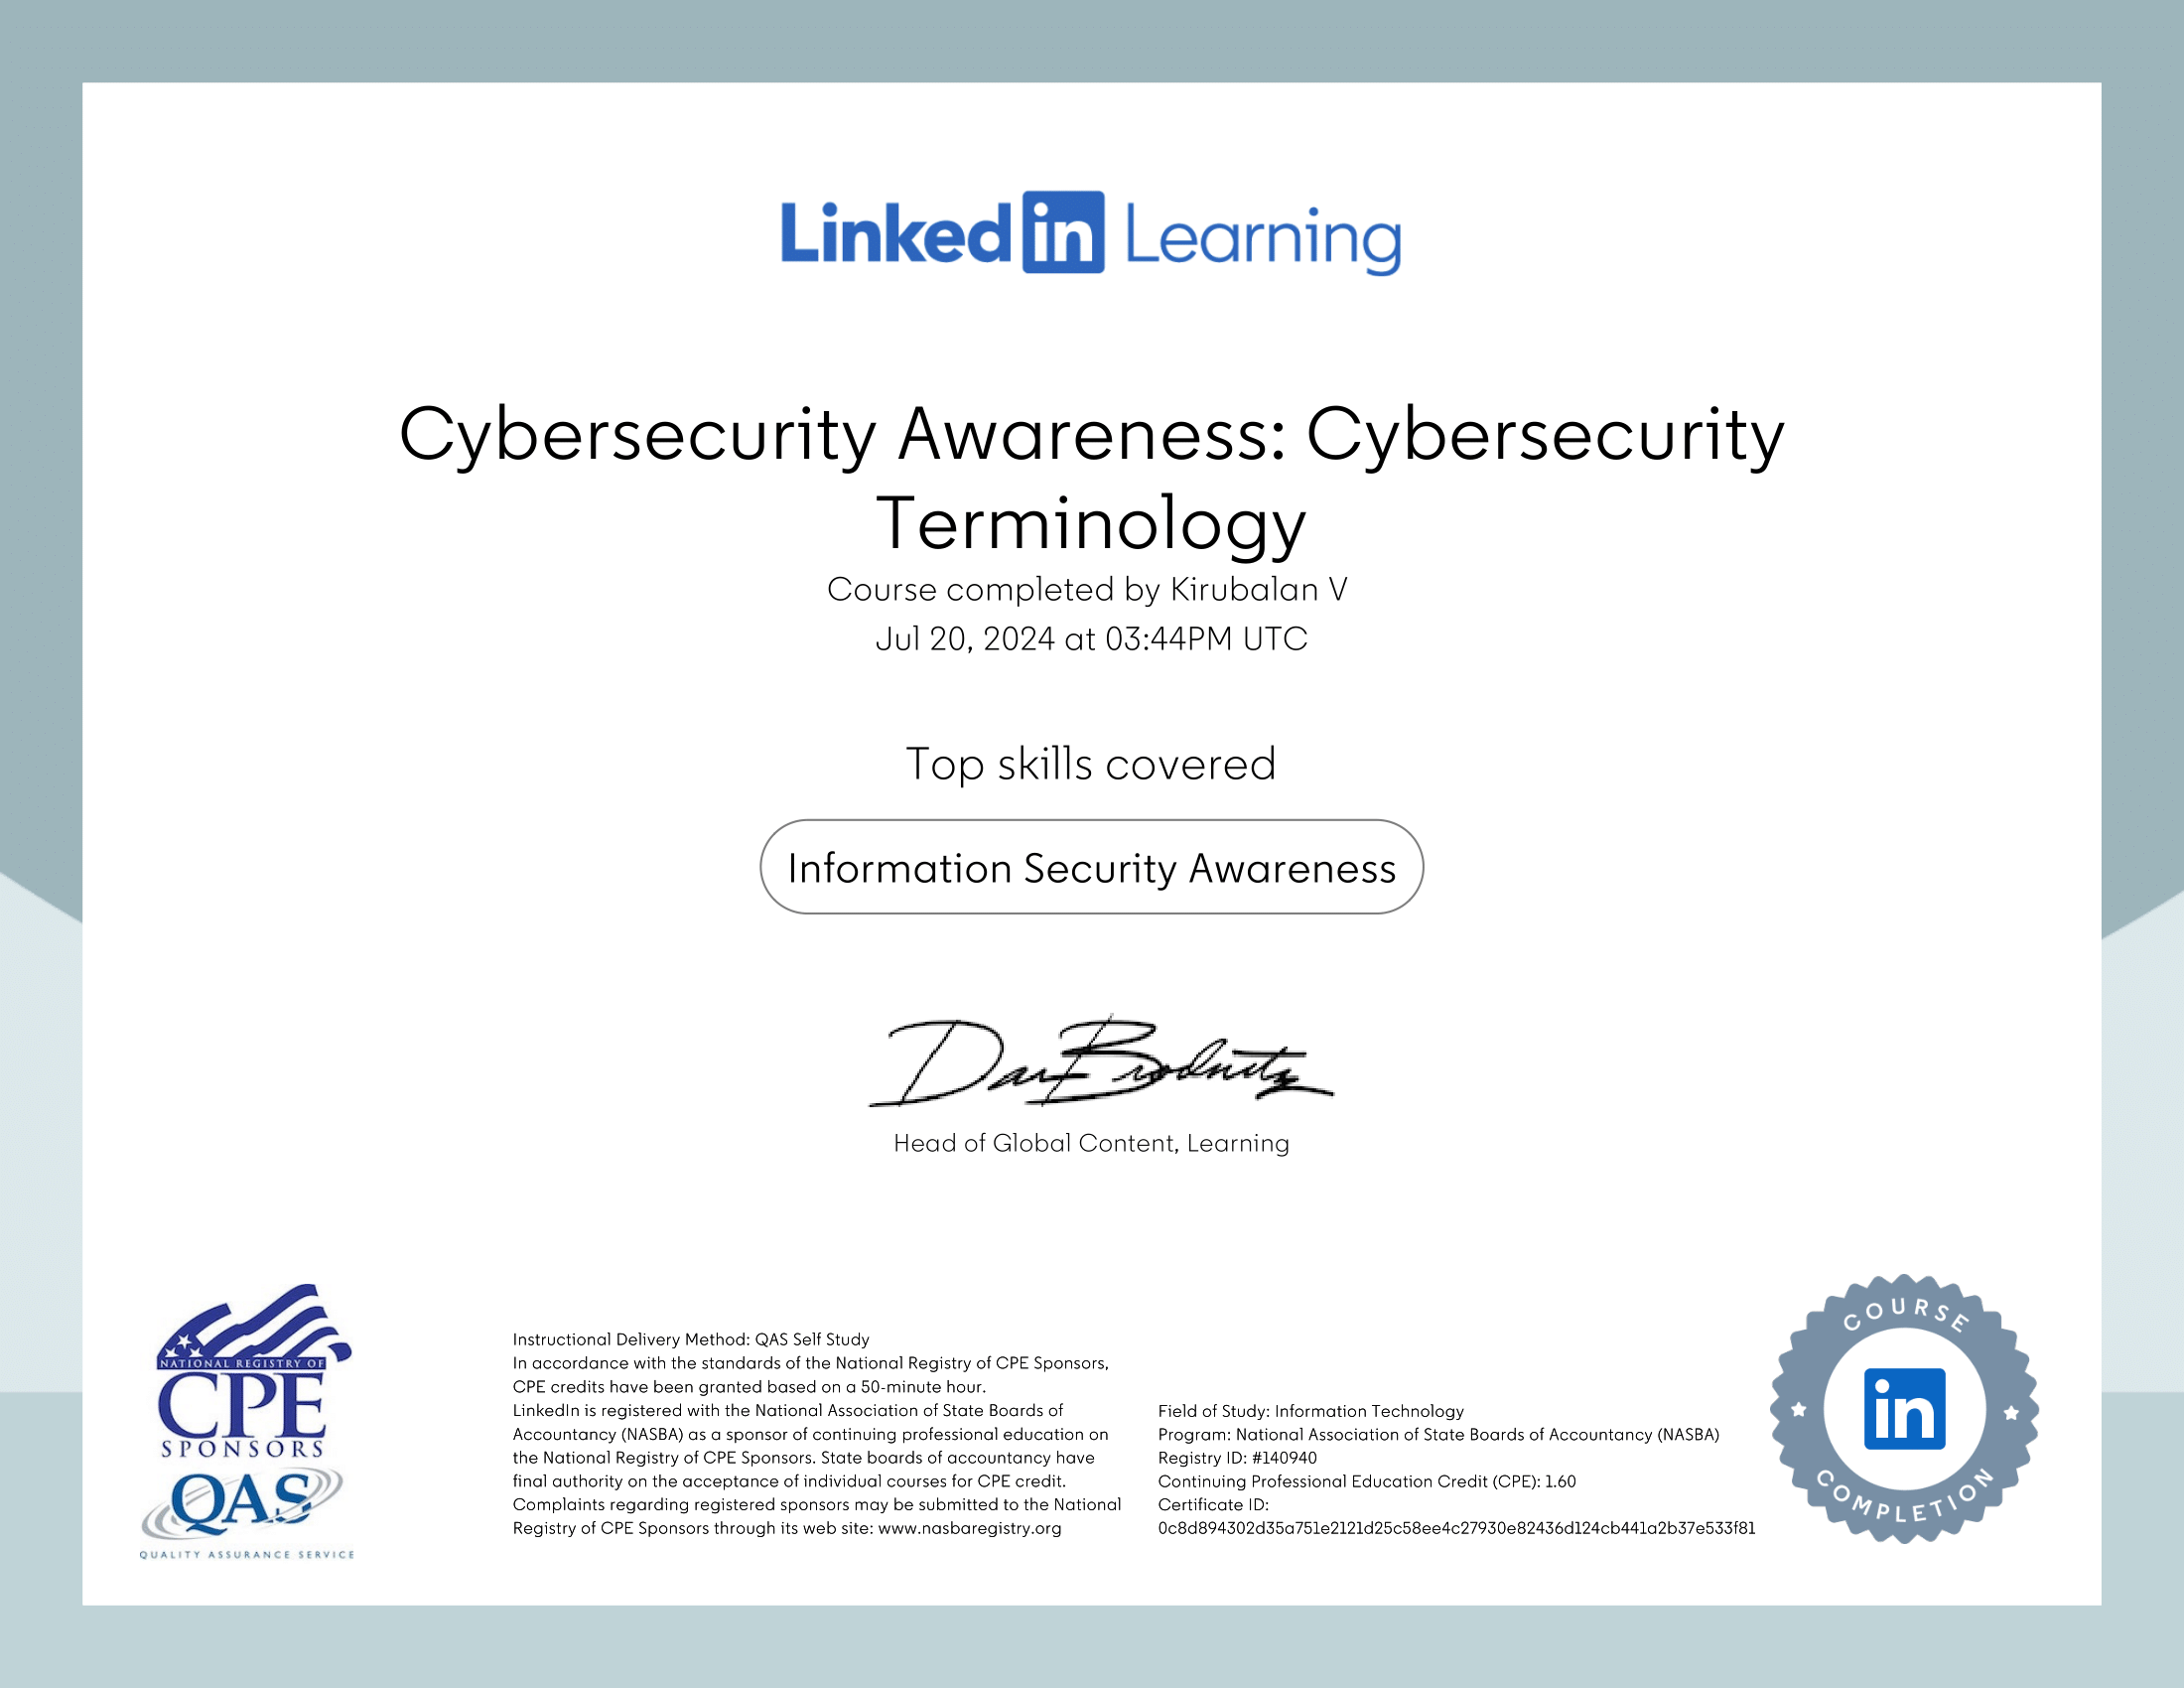 Linked in Learning
Cybersecurity Awareness: Cybersecurity
Terminology
Course completed by Kirubalan V
Jul 20, 2024 at 03:44PM UTC
Top skills covered
Information Security Awareness
Dan Brodnitz
Head of Global Content, Learning
NATIONAL REGISTRY OF
CPE
SPONSORS
QAS
QUALITY ASSURANCE SERVICE
Instructional Delivery Method: QAS Self Study
In accordance with the standards of the National Registry of CPE Sponsors,
CPE credits have been granted based on a 50-minute hour.
LinkedIn is registered with the National Association of State Boards of
Accountancy (NASBA) as a sponsor of continuing professional education on
the National Registry of CPE Sponsors. State boards of accountancy have
final authority on the acceptance of individual courses for CPE credit.
Complaints regarding registered sponsors may be submitted to the National
Registry of CPE Sponsors through its web site: www.nasbaregistry.org
Field of Study: Information Technology
Program: National Association of State Boards of Accountancy (NASBA)
Registry ID: #140940
Continuing Professional Education Credit (CPE): 1.60
Certificate ID:
0c8d894302d35a751e2121d25c58ee4c27930e82436d124cb441a2b37e533f81
COURSE
in
COMPLETION